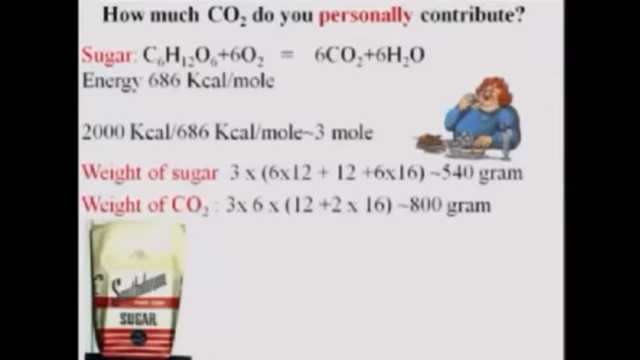 How much CO₂ do you personally contribute?
Sugar: C₆H₁₂O₆+6O₂ = 6CO₂+6H₂O
Energy 686 Kcal/mole
2000 Kcal/686 Kcal/mole~3 mole
Weight of sugar 3 x (6x12 + 12 +6x16) ~540 gram
Weight of CO₂ : 3x 6 x (12 +2 x 16) ~800 gram
SUGAR